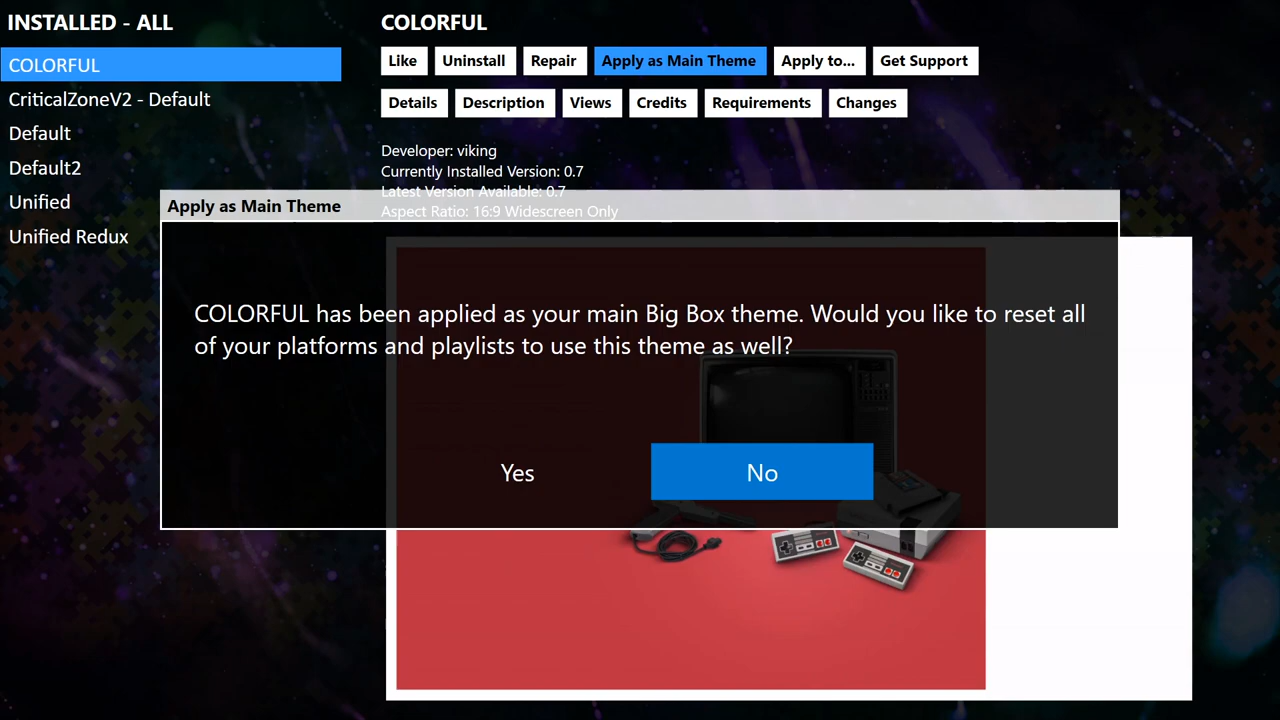 INSTALLED - ALL
COLORFUL
CriticalZoneV2 - Default
Default
Default2
Unified
Unified Redux
COLORFUL
Like
Uninstall
Repair
Apply as Main Theme
Apply to...
Get Support
Details
Description
Views
Credits
Requirements
Changes
Developer: viking
Currently Installed Version: 0.7
Latest Version Available: 0.7
Aspect Ratio: 16:9 Widescreen Only
Apply as Main Theme
COLORFUL has been applied as your main Big Box theme. Would you like to reset all
of your platforms and playlists to use this theme as well?
Yes
No